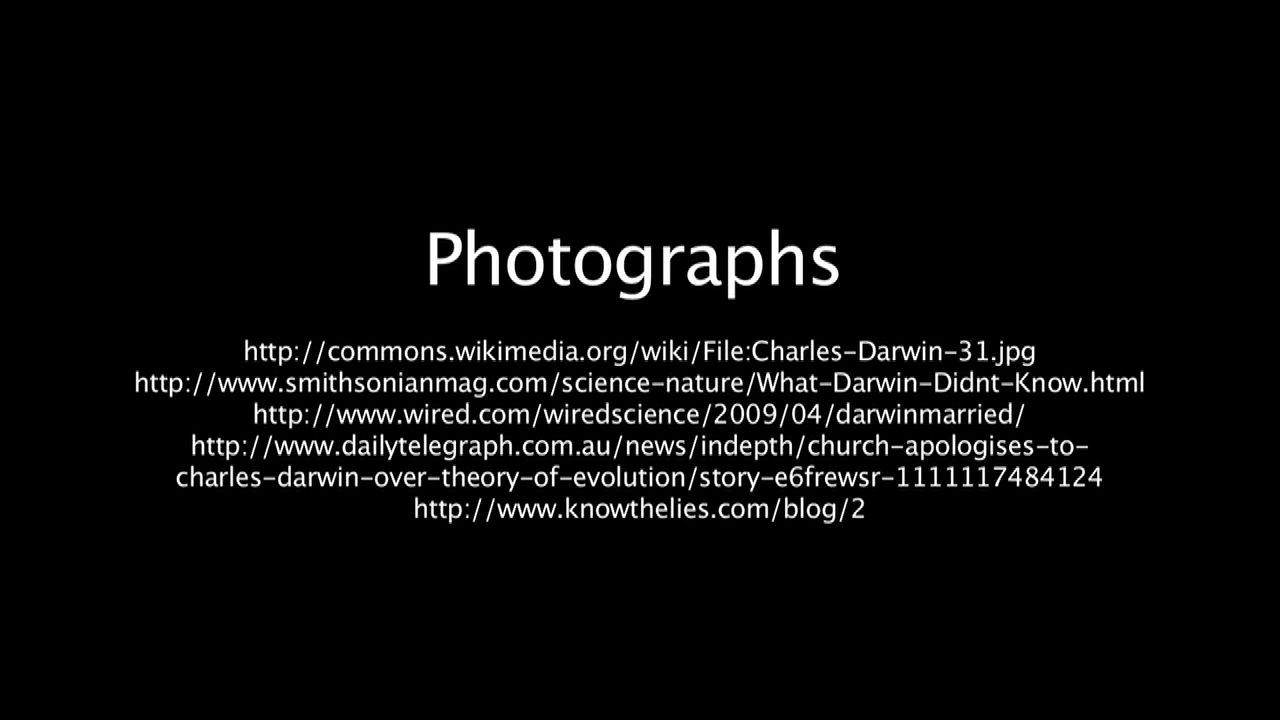 Photographs
http://commons.wikimedia.org/wiki/File:Charles-Darwin-31.jpg
http://www.smithsonianmag.com/science-nature/What-Darwin-Didnt-Know.html
http://www.wired.com/wiredscience/2009/04/darwinmarried/
http://www.dailytelegraph.com.au/news/indepth/church-apologises-to-
charles-darwin-over-theory-of-evolution/story-e6frewsr-1111117484124
http://www.knowthelies.com/blog/2